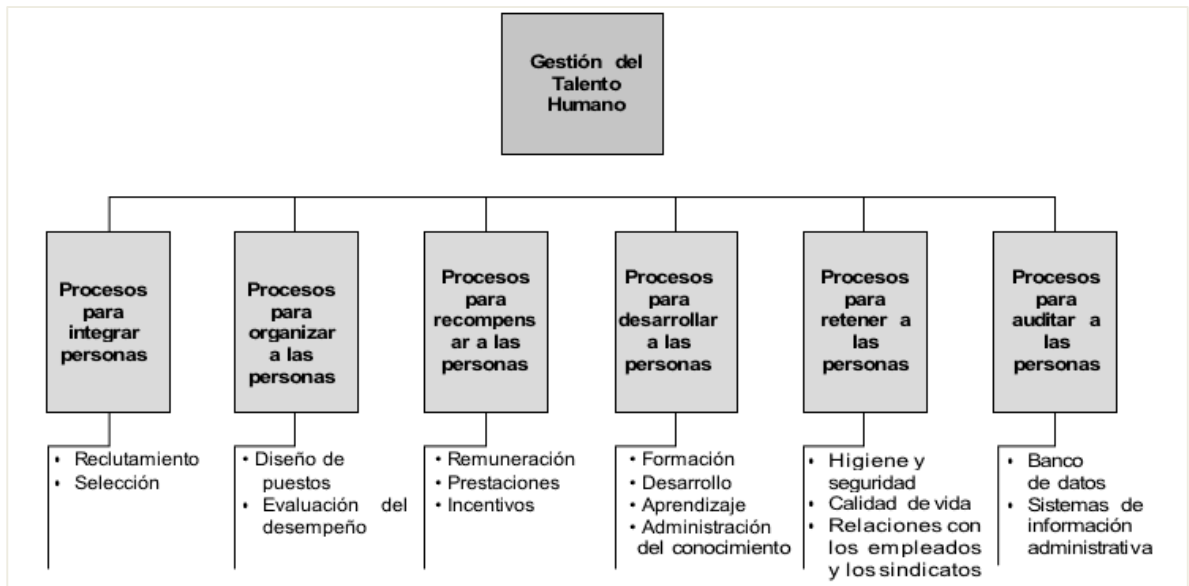 Gestión del
Talento
Humano
Procesos
para
integrar
personas
Procesos
para
organizar
a las
personas
Procesos
para
recompens
ar a las
personas
Procesos
para
desarrollar
a las
personas
Procesos
para
retener a
las
personas
Procesos
para
auditar a
las
personas
• Reclutamiento
• Selección
• Diseño de
puestos
• Evaluación del
desempeño
• Remuneración
• Prestaciones
• Incentivos
• Formación
• Desarrollo
• Aprendizaje
• Administración
del conocimiento
• Higiene y
seguridad
• Calidad de vida
• Relaciones con
los empleados
y los sindicatos
• Banco
de datos
• Sistemas de
información
administrativa